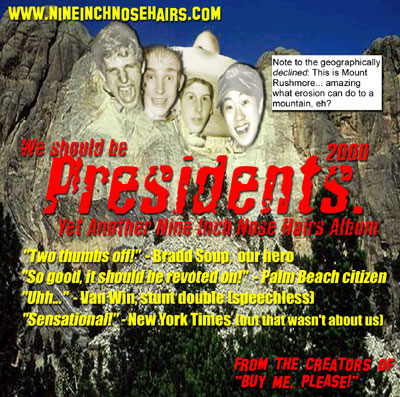 WWW.NINEINCHNOSEHAIRS.COM
Note to the geographically
declined: This is Mount
Rushmore... amazing
what erosion can do to a
mountain, eh?
We should be
2000
Presidents.
Yet Another Nine Inch Nose Hairs Album
"Two thumbs off!" - Bradd Soup, our hero
"So good, it should be revoted on!" - Palm Beach citizen
"Uhh..." - Van Win, stunt double (speechless)
"Sensational!" - New York Times (but that wasn't about us)
From the creators of
"Buy Me, Please!"